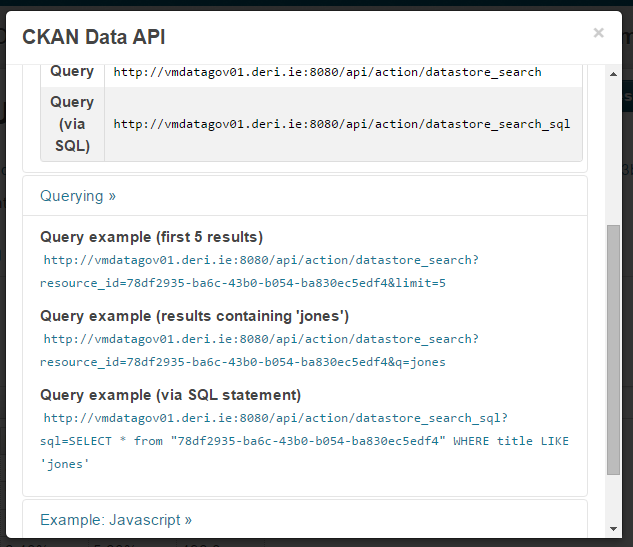 CKAN Data API
×
Query http://vmdatagov01.deri.ie:8080/api/action/datastore_search
Query
(via http://vmdatagov01.deri.ie:8080/api/action/datastore_search_sql
SQL)
Querying »
Query example (first 5 results)
http://vmdatagov01.deri.ie:8080/api/action/datastore_search?
resource_id=78df2935-ba6c-43b0-b054-ba830ec5edf4&limit=5
Query example (results containing 'jones')
http://vmdatagov01.deri.ie:8080/api/action/datastore_search?
resource_id=78df2935-ba6c-43b0-b054-ba830ec5edf4&q=jones
Query example (via SQL statement)
http://vmdatagov01.deri.ie:8080/api/action/datastore_search_sql?
sql=SELECT * from "78df2935-ba6c-43b0-b054-ba830ec5edf4" WHERE title LIKE
'jones'
Example: Javascript »